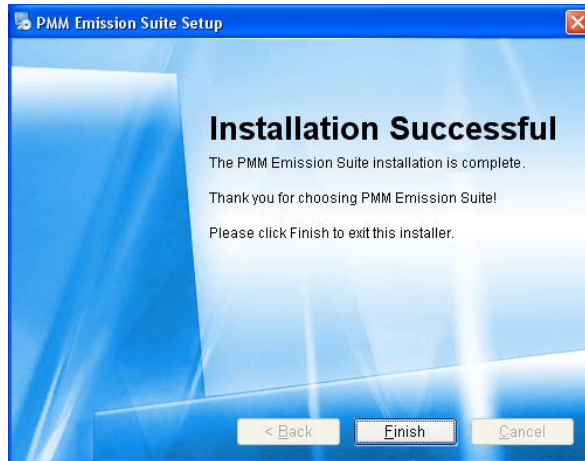 PMM Emission Suite Setup
Installation Successful
The PMM Emission Suite installation is complete.
Thank you for choosing PMM Emission Suite!
Please click Finish to exit this installer.
< Back Finish Cancel